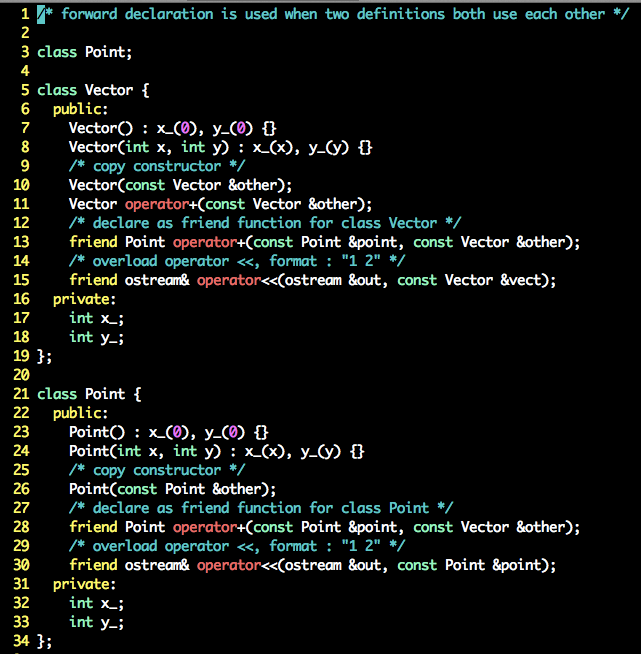 1 /* forward declaration is used when two definitions both use each other */
2
3 class Point;
4
5 class Vector {
6   public:
7     Vector() : x_(0), y_(0) {}
8     Vector(int x, int y) : x_(x), y_(y) {}
9     /* copy constructor */
10     Vector(const Vector &other);
11     Vector operator+(const Vector &other);
12     /* declare as friend function for class Vector */
13     friend Point operator+(const Point &point, const Vector &other);
14     /* overload operator <<, format : "1 2" */
15     friend ostream& operator<<(ostream &out, const Vector &vect);
16   private:
17     int x_;
18     int y_;
19 };
20
21 class Point {
22   public:
23     Point() : x_(0), y_(0) {}
24     Point(int x, int y) : x_(x), y_(y) {}
25     /* copy constructor */
26     Point(const Point &other);
27     /* declare as friend function for class Point */
28     friend Point operator+(const Point &point, const Vector &other);
29     /* overload operator <<, format : "1 2" */
30     friend ostream& operator<<(ostream &out, const Point &point);
31   private:
32     int x_;
33     int y_;
34 };